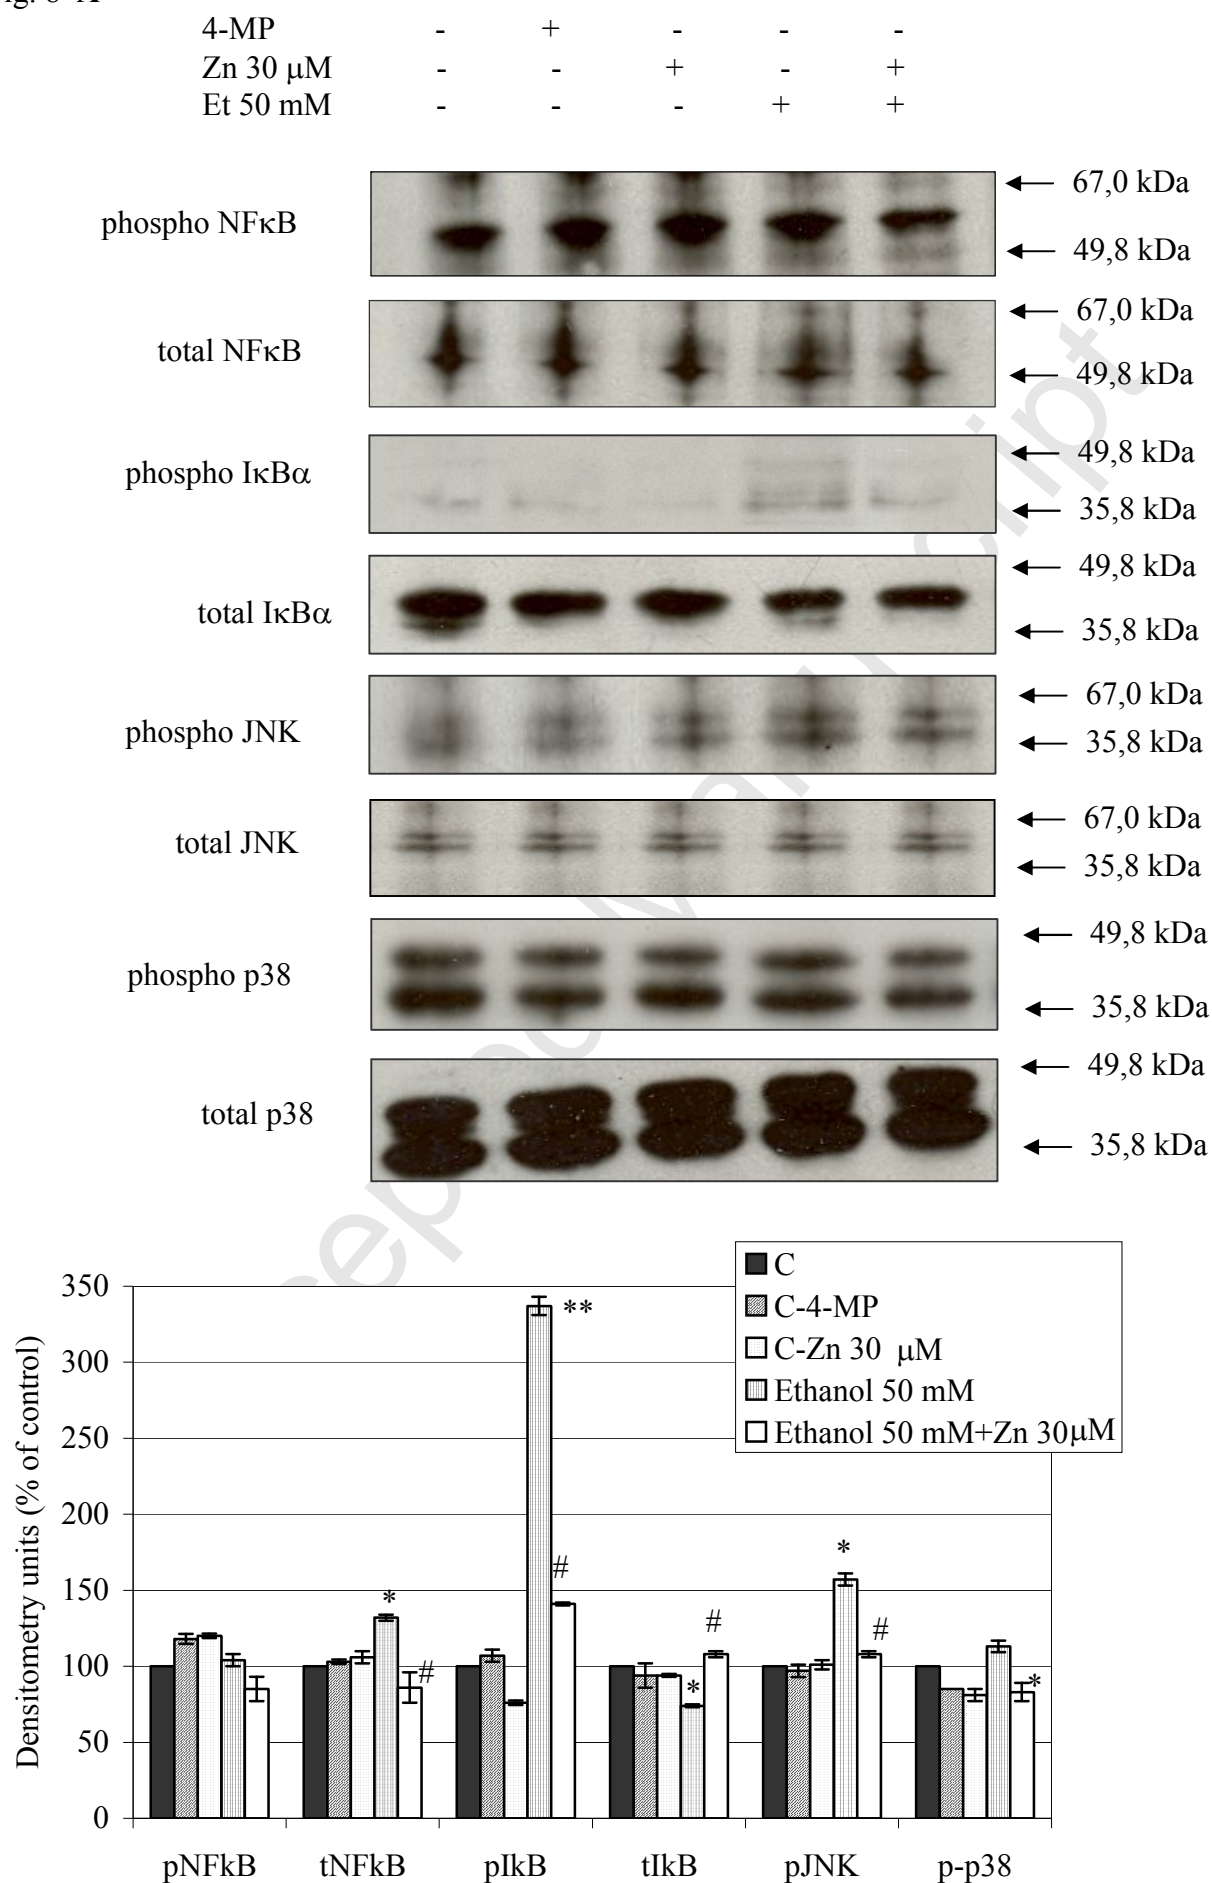 4-MP - + - - -
Zn 30 μM - - + - +
Et 50 mM - - - + +
67,0 kDa
phospho NFκB
49,8 kDa
67,0 kDa
total NFκB
49,8 kDa
49,8 kDa
phospho IκBα
35,8 kDa
49,8 kDa
total IκBα
35,8 kDa
67,0 kDa
phospho JNK
35,8 kDa
67,0 kDa
total JNK
35,8 kDa
49,8 kDa
phospho p38
35,8 kDa
49,8 kDa
total p38
35,8 kDa
C
C-4-MP
C-Zn 30 μM
Ethanol 50 mM
Ethanol 50 mM+Zn 30μM
Densitometry units (% of control)
350
300
250
200
150
100
50
0
* # ** # * # * # *
pNFkB tNFkB pIkB tIkB pJNK p-p38